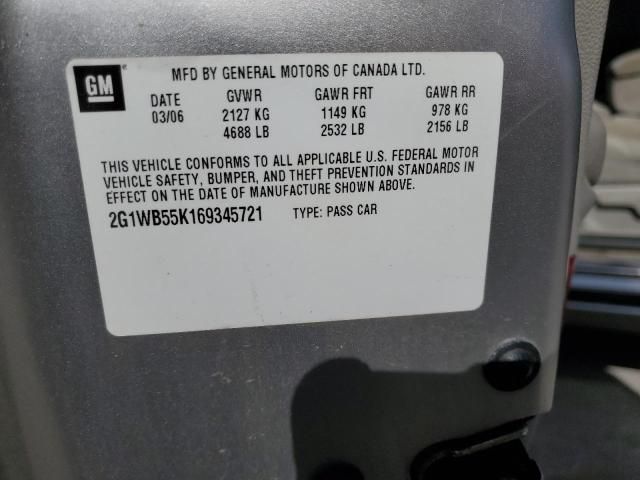 GM
MFD BY GENERAL MOTORS OF CANADA LTD.
DATE GVWR GAWR FRT GAWR RR
03/06 2127 KG 1149 KG 978 KG
4688 LB 2532 LB 2156 LB
THIS VEHICLE CONFORMS TO ALL APPLICABLE U.S. FEDERAL MOTOR
VEHICLE SAFETY, BUMPER, AND THEFT PREVENTION STANDARDS IN
EFFECT ON THE DATE OF MANUFACTURE SHOWN ABOVE.
2G1WB55K169345721 TYPE: PASS CAR